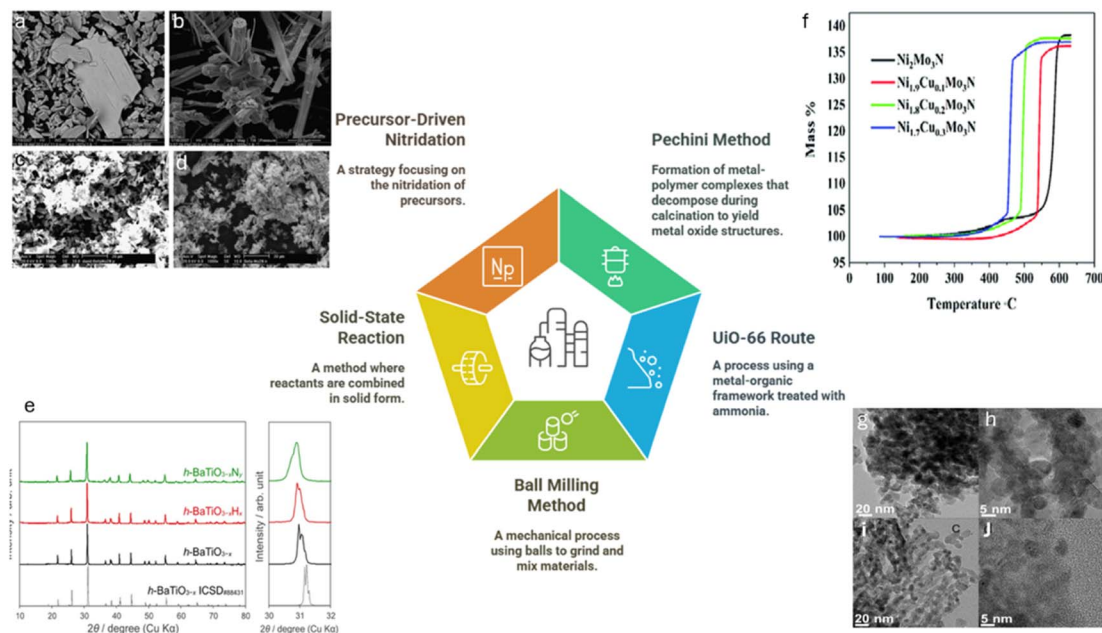 a
b
c
d
Precursor-Driven
Nitridation
A strategy focusing on
the nitridation of
precursors.
Pechini Method
Formation of metal-
polymer complexes that
decompose during
calcination to yield
metal oxide structures.
f
Ni2Mo3N
Ni1.9Cu0.1Mo3N
Ni1.8Cu0.2Mo3N
Ni1.7Cu0.3Mo3N
Mass %
140
135
130
125
120
115
110
105
100
95
0 100 200 300 400 500 600 700
Temperature °C
Np
Solid-State
Reaction
A method where
reactants are combined
in solid form.
UiO-66 Route
A process using a
metal-organic
framework treated with
ammonia.
Ball Milling
Method
A mechanical process
using balls to grind and
mix materials.
e
h-BaTiO3-xNy
h-BaTiO3-xHx
h-BaTiO3-x
h-BaTiO3-x ICSD#88431
10 20 30 40 50 60 70 80
2θ / degree (Cu Kα)
Intensity / arb. unit
30 31 32
2θ / degree (Cu Kα)
g
20 nm
h
5 nm
i
c
20 nm
J
5 nm